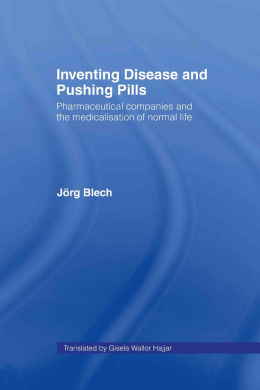 Inventing Disease and
Pushing Pills
Pharmaceutical companies and
the medicalisation of normal life
Jörg Blech
Translated by Gisela Wallor Hajjar